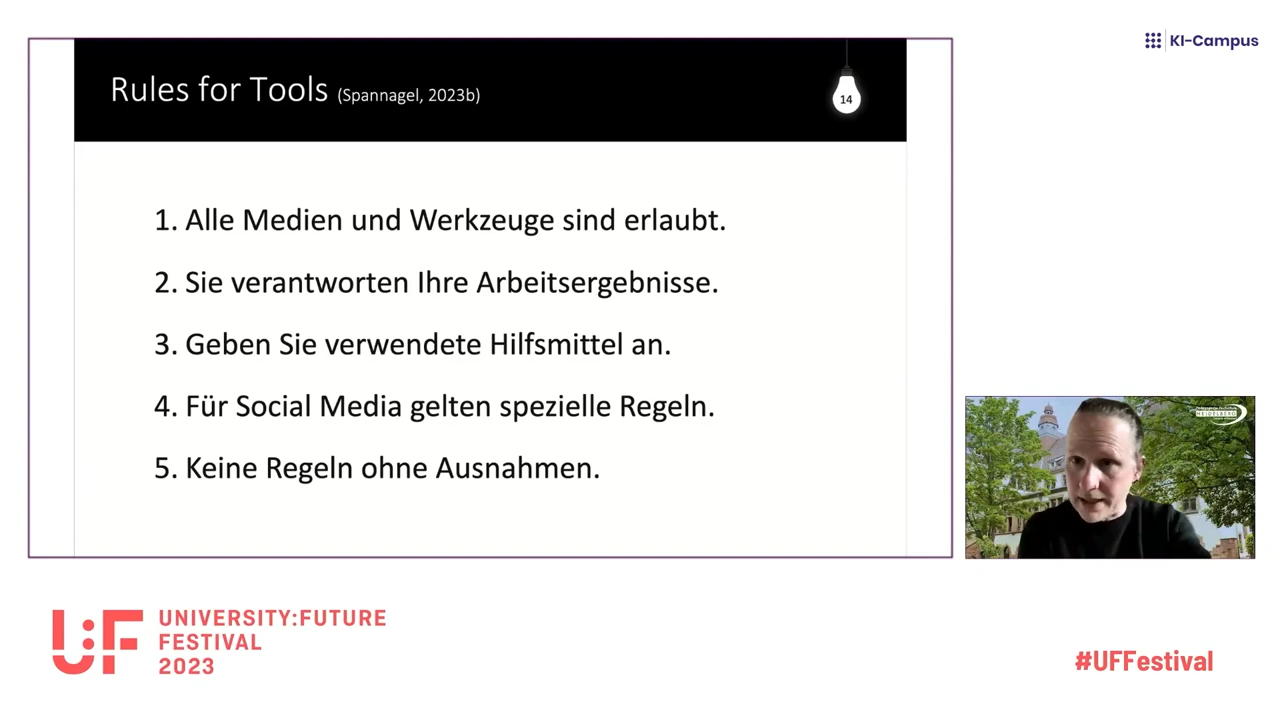 KI-Campus
Rules for Tools (Spannagel, 2023b)
14
1. Alle Medien und Werkzeuge sind erlaubt.
2. Sie verantworten Ihre Arbeitsergebnisse.
3. Geben Sie verwendete Hilfsmittel an.
4. Für Social Media gelten spezielle Regeln.
5. Keine Regeln ohne Ausnahmen.
HEIDELBERG
U:F
UNIVERSITY:FUTURE
FESTIVAL
2023
#UFFestival